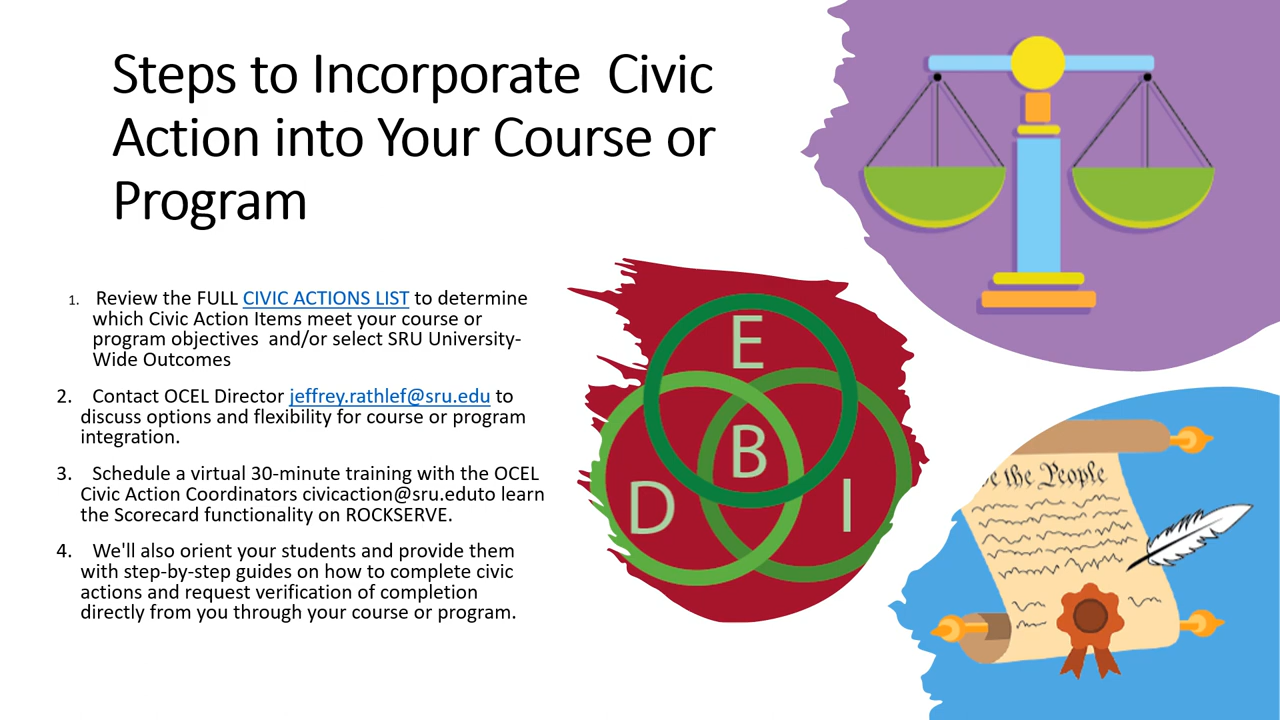 Steps to Incorporate  Civic
Action into Your Course or
Program
1. Review the FULL CIVIC ACTIONS LIST to determine
which Civic Action Items meet your course or
program objectives  and/or select SRU University-
Wide Outcomes
2. Contact OCEL Director jeffrey.rathlef@sru.edu to
discuss options and flexibility for course or program
integration.
3. Schedule a virtual 30-minute training with the OCEL
Civic Action Coordinators civicaction@sru.eduto learn
the Scorecard functionality on ROCKSERVE.
4. We'll also orient your students and provide them
with step-by-step guides on how to complete civic
actions and request verification of completion
directly from you through your course or program.
E
B
D
I
e the People